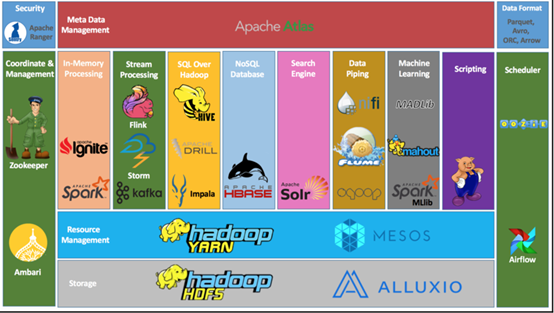 Security
Apache
Ranger
Meta Data
Management
Apache Atlas
Data Format
Parquet,
Avro,
ORC, Arrow
Coordinate &
Management
Zookeeper
Ambari
In-Memory
Processing
APACHE
Ignite
APACHE
Spark
Stream
Processing
Flink
Storm
kafka
SQL Over
Hadoop
HIVE
APACHE
DRILL
Impala
NoSQL
Database
APACHE
HBASE
Search
Engine
Apache
Solr
Data
Piping
nifi
FLUME
sqoop
Machine
Learning
MADLib
mahout
APACHE
Spark
MLlib
Scripting
Scheduler
OOZIE
Airflow
Resource
Management
hadoop
YARN
MESOS
Storage
hadoop
HDFS
ALLUXIO